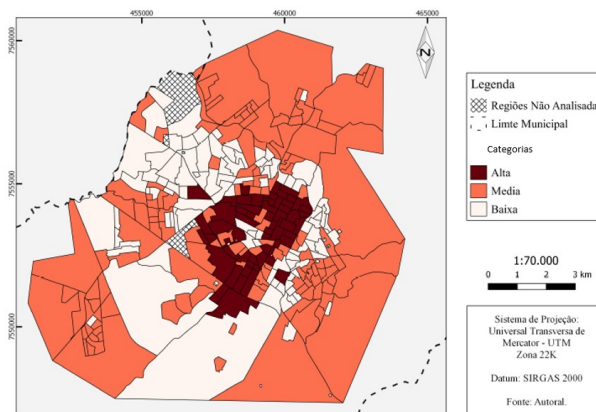 455000 460000 465000
7560000
7555000
7550000
N
Legenda
Regiões Não Analisada
Limte Municipal
Categorias
Alta
Media
Baixa
1:70.000
0 1 2 3 km
Sistema de Projeção:
Universal Transversa de
Mercator - UTM
Zona 22K
Datum: SIRGAS 2000
Fonte: Autoral.